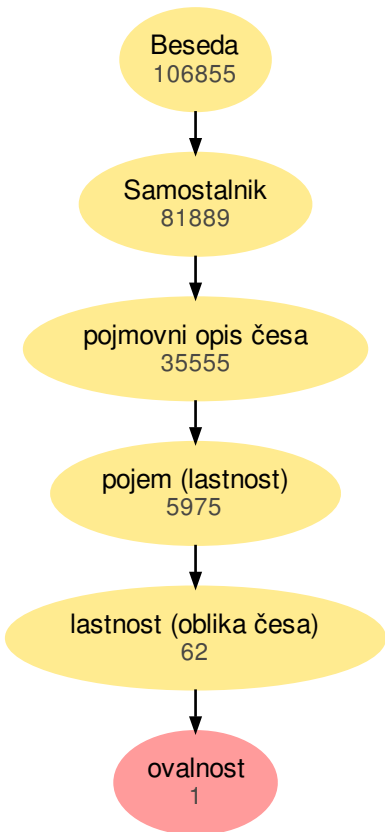 Beseda
106855
Samostalnik
81889
pojmovni opis česa
35555
pojem (lastnost)
5975
lastnost (oblika česa)
62
ovalnost
1